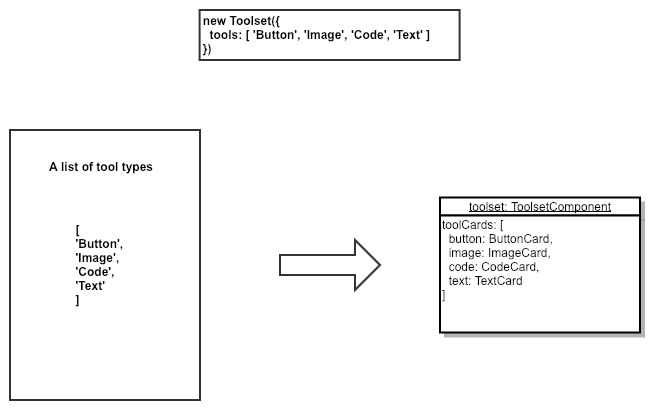 new Toolset({
tools: [ 'Button', 'Image', 'Code', 'Text' ]
})
A list of tool types
[
'Button',
'Image',
'Code',
'Text'
]
toolset: ToolsetComponent
toolCards: [
button: ButtonCard,
image: ImageCard,
code: CodeCard,
text: TextCard
]